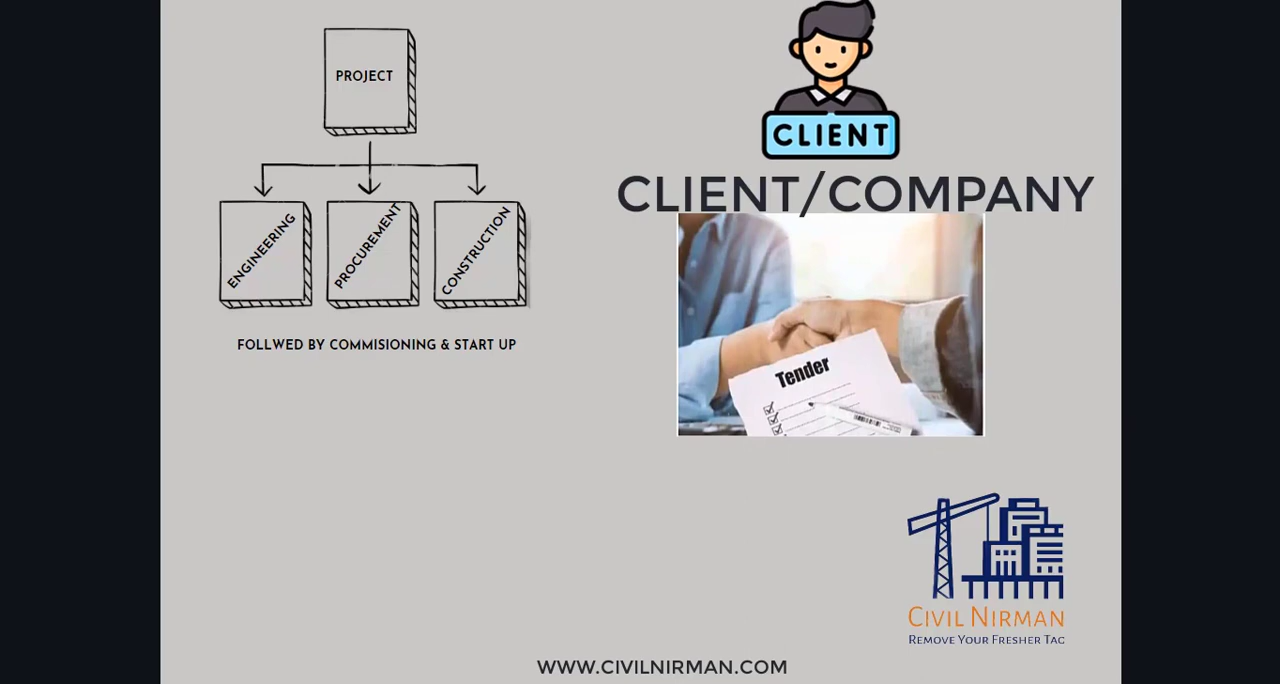 PROJECT
ENGINEERING
PROCUREMENT
CONSTRUCTION
FOLLWED BY COMMISIONING & START UP
CLIENT
CLIENT/COMPANY
Tender
CIVIL NIRMAN
REMOVE YOUR FRESHER TAG
WWW.CIVILNIRMAN.COM